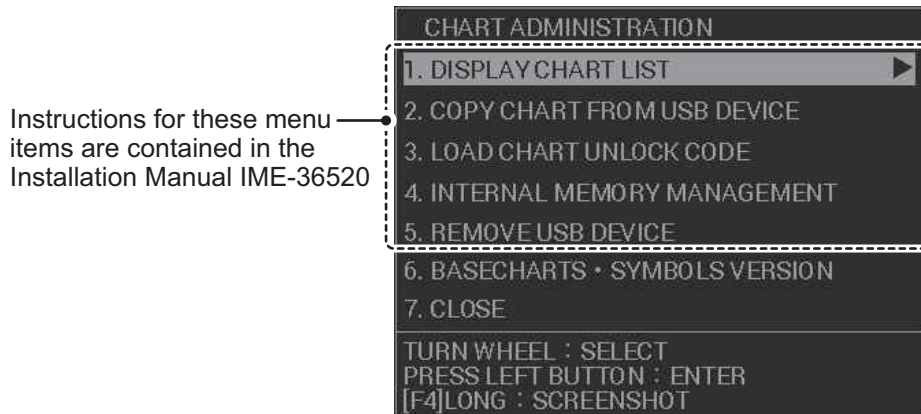 Instructions for these menu
items are contained in the
Installation Manual IME-36520
CHART ADMINISTRATION
1. DISPLAY CHART LIST
2. COPY CHART FROM USB DEVICE
3. LOAD CHART UNLOCK CODE
4. INTERNAL MEMORY MANAGEMENT
5. REMOVE USB DEVICE
6. BASECHARTS • SYMBOLS VERSION
7. CLOSE
TURN WHEEL : SELECT
PRESS LEFT BUTTON : ENTER
[F4]LONG : SCREENSHOT